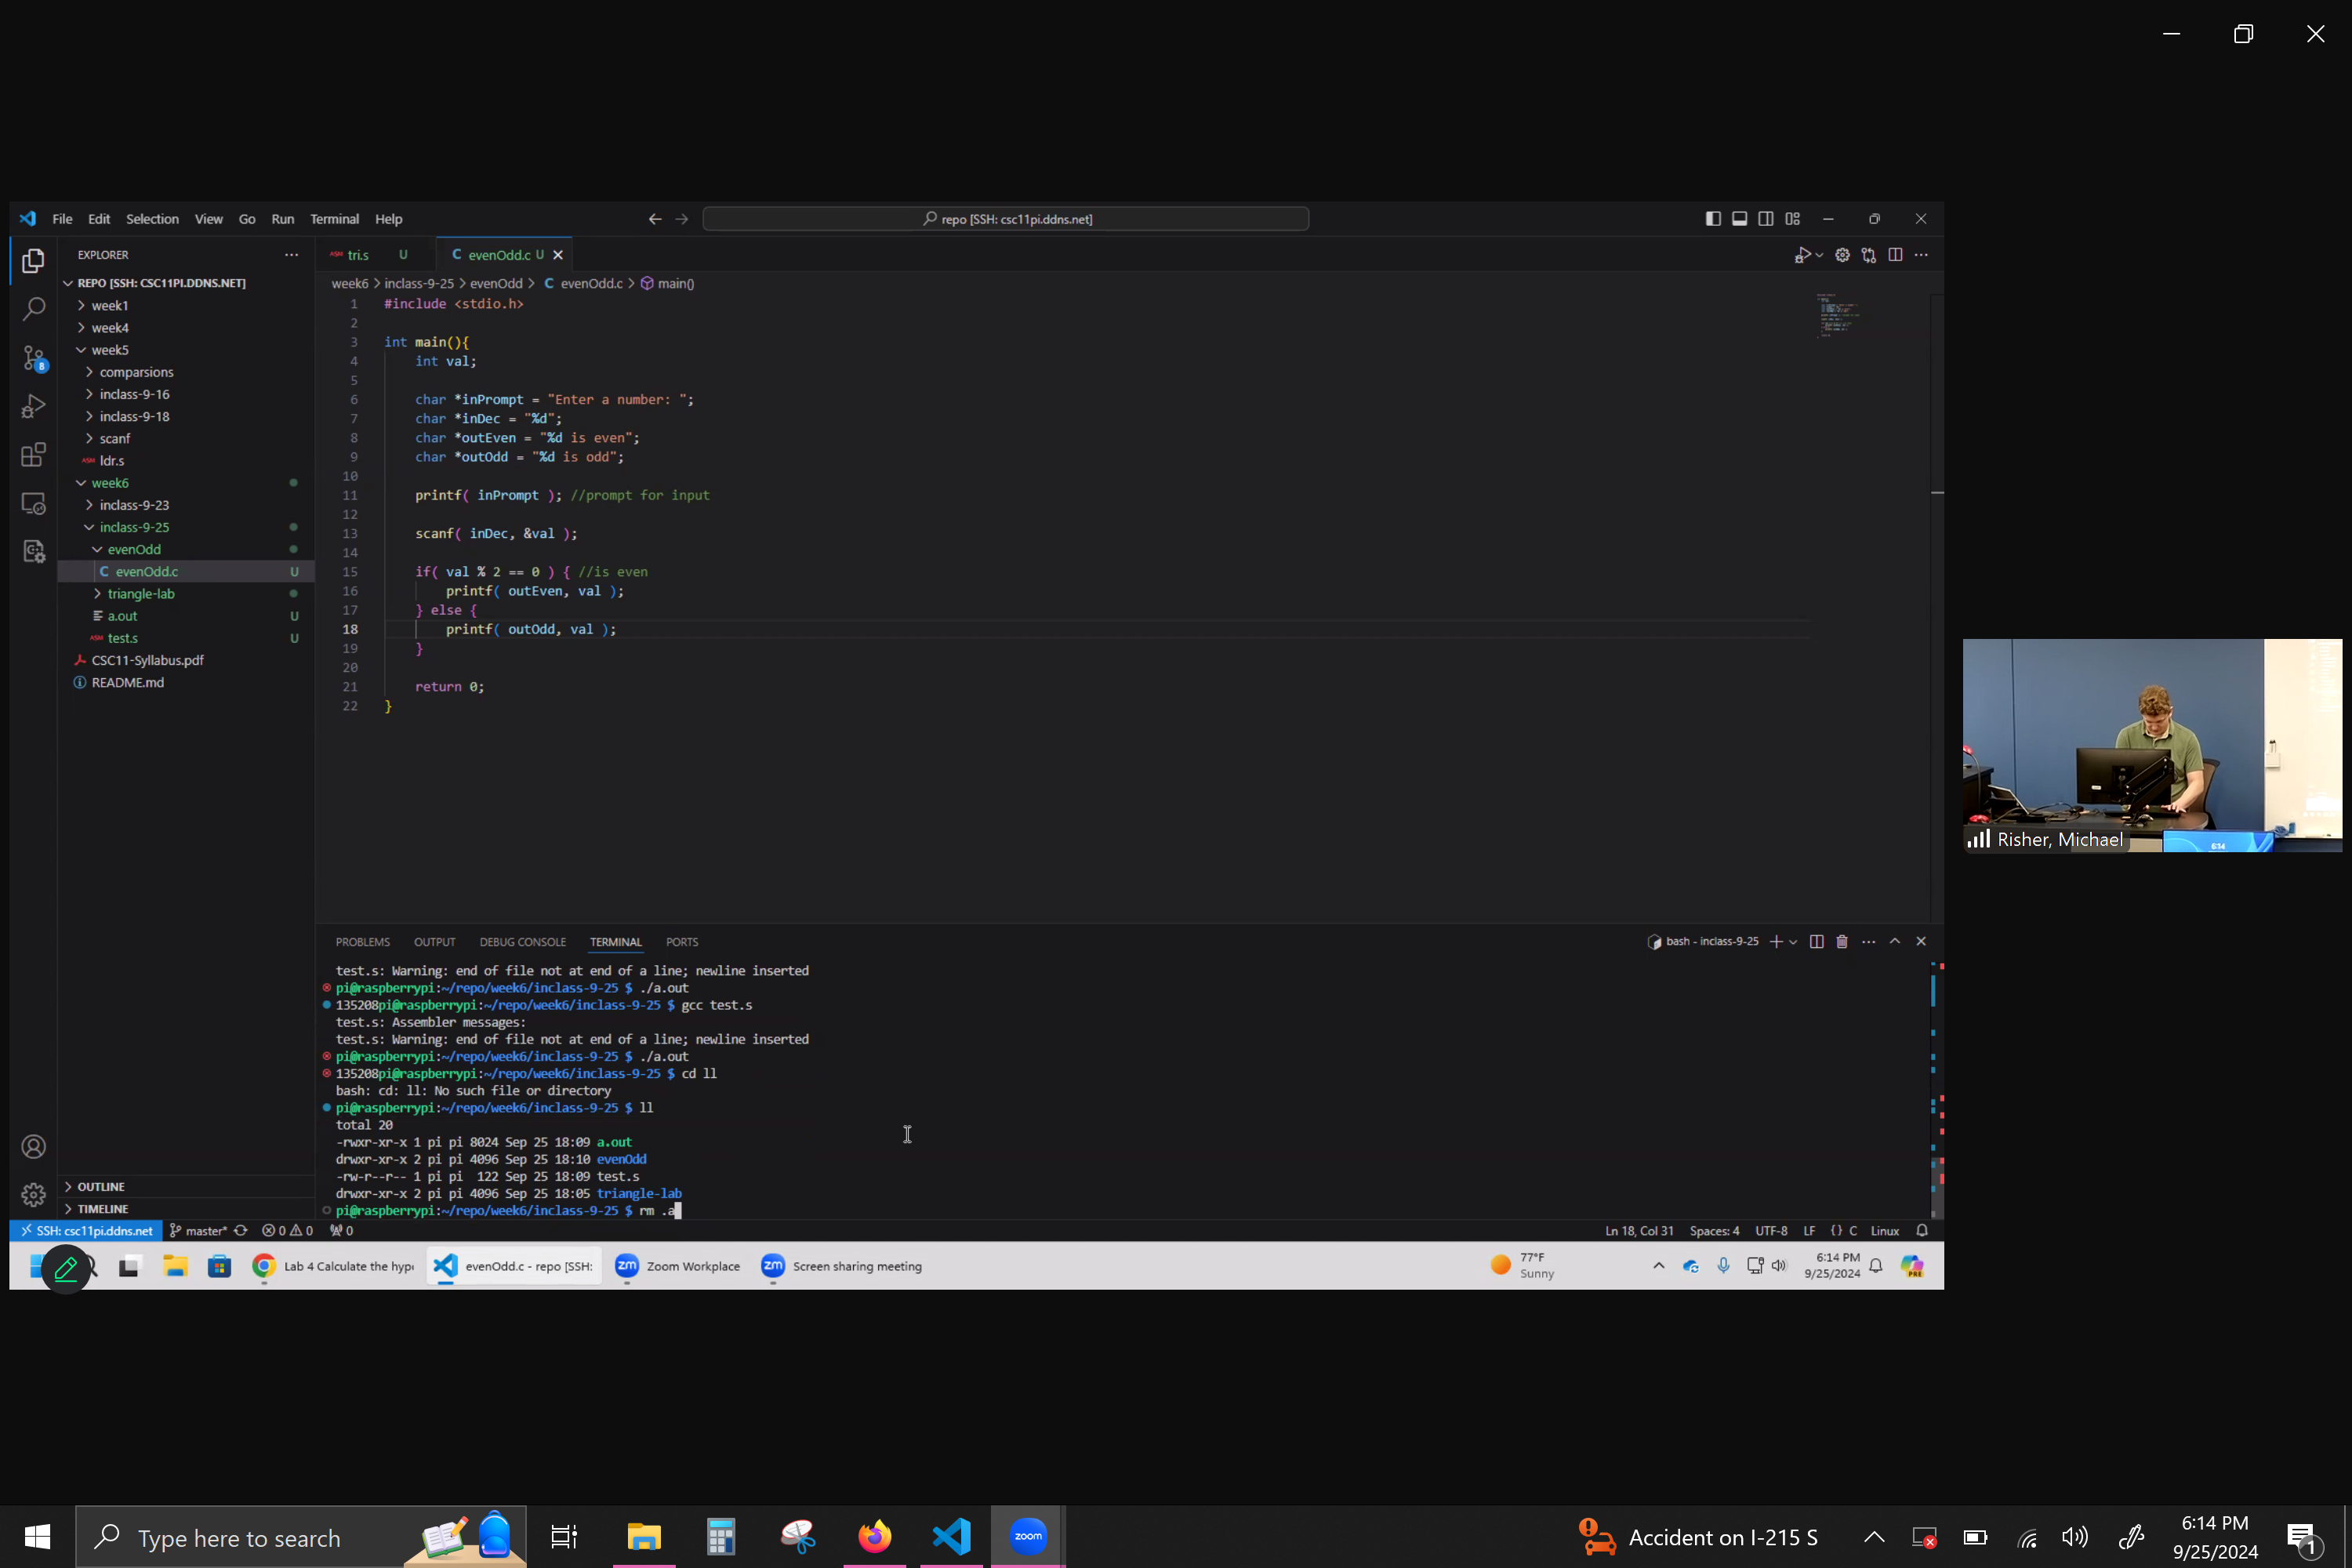 File Edit Selection View Go Run Terminal Help
repo [SSH: csc11pi.ddns.net]
EXPLORER
REPO [SSH: CSC11PI.DDNS.NET]
week1
week4
week5
comparsions
inclass-9-16
inclass-9-18
scanf
ASM ldr.s
week6
inclass-9-23
inclass-9-25
evenOdd
C evenOdd.c U
triangle-lab
a.out U
ASM test.s U
CSC11-Syllabus.pdf
README.md
OUTLINE
TIMELINE
8
ASM tri.s U
C evenOdd.c U
week6 > inclass-9-25 > evenOdd > C evenOdd.c > main()
1 #include <stdio.h>
2
3 int main(){
4 int val;
5
6 char *inPrompt = "Enter a number: ";
7 char *inDec = "%d";
8 char *outEven = "%d is even";
9 char *outOdd = "%d is odd";
10
11 printf( inPrompt ); //prompt for input
12
13 scanf( inDec, &val );
14
15 if( val % 2 == 0 ) { //is even
16 printf( outEven, val );
17 } else {
18 printf( outOdd, val );
19 }
20
21 return 0;
22 }
PROBLEMS OUTPUT DEBUG CONSOLE TERMINAL PORTS
bash - inclass-9-25
test.s: Warning: end of file not at end of a line; newline inserted
pi@raspberrypi:~/repo/week6/inclass-9-25 $ ./a.out
135208pi@raspberrypi:~/repo/week6/inclass-9-25 $ gcc test.s
test.s: Assembler messages:
test.s: Warning: end of file not at end of a line; newline inserted
pi@raspberrypi:~/repo/week6/inclass-9-25 $ ./a.out
135208pi@raspberrypi:~/repo/week6/inclass-9-25 $ cd ll
bash: cd: ll: No such file or directory
pi@raspberrypi:~/repo/week6/inclass-9-25 $ ll
total 20
-rwxr-xr-x 1 pi pi 8024 Sep 25 18:09 a.out
drwxr-xr-x 2 pi pi 4096 Sep 25 18:10 evenOdd
-rw-r--r-- 1 pi pi  122 Sep 25 18:09 test.s
drwxr-xr-x 2 pi pi 4096 Sep 25 18:05 triangle-lab
pi@raspberrypi:~/repo/week6/inclass-9-25 $ rm .a
SSH: csc11pi.ddns.net master* 0 0 0
Ln 18, Col 31 Spaces: 4 UTF-8 LF {} C Linux
Lab 4 Calculate the hyp
evenOdd.c - repo [SSH:
zm Zoom Workplace
zm Screen sharing meeting
77°F
Sunny
6:14 PM
9/25/2024
PRE
Risher, Michael
6:14
Type here to search
zoom
Accident on I-215 S
6:14 PM
9/25/2024
1